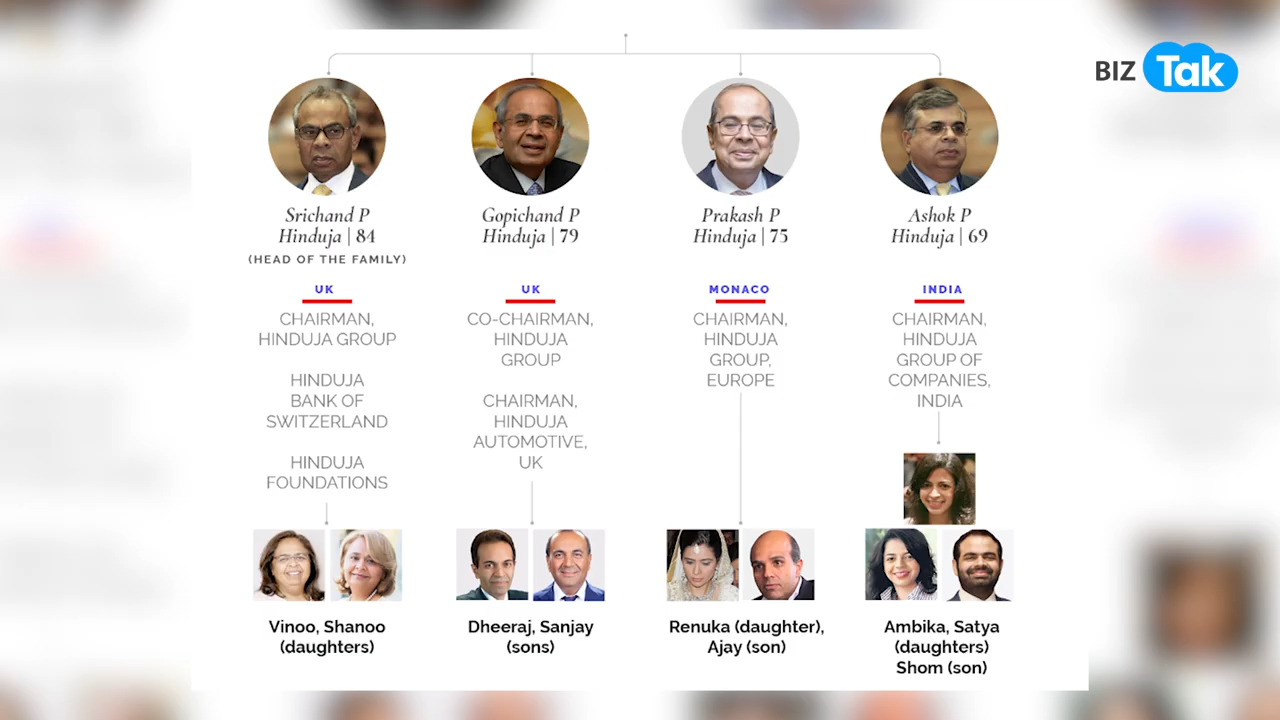 BIZ Tak
Srichand P
Hinduja | 84
(HEAD OF THE FAMILY)
UK
CHAIRMAN,
HINDUJA GROUP
HINDUJA
BANK OF
SWITZERLAND
HINDUJA
FOUNDATIONS
Vinoo, Shanoo
(daughters)
Gopichand P
Hinduja | 79
UK
CO-CHAIRMAN,
HINDUJA
GROUP
CHAIRMAN,
HINDUJA
AUTOMOTIVE,
UK
Dheeraj, Sanjay
(sons)
Prakash P
Hinduja | 75
MONACO
CHAIRMAN,
HINDUJA
GROUP,
EUROPE
Renuka (daughter),
Ajay (son)
Ashok P
Hinduja | 69
INDIA
CHAIRMAN,
HINDUJA
GROUP OF
COMPANIES,
INDIA
Ambika, Satya
(daughters)
Shom (son)